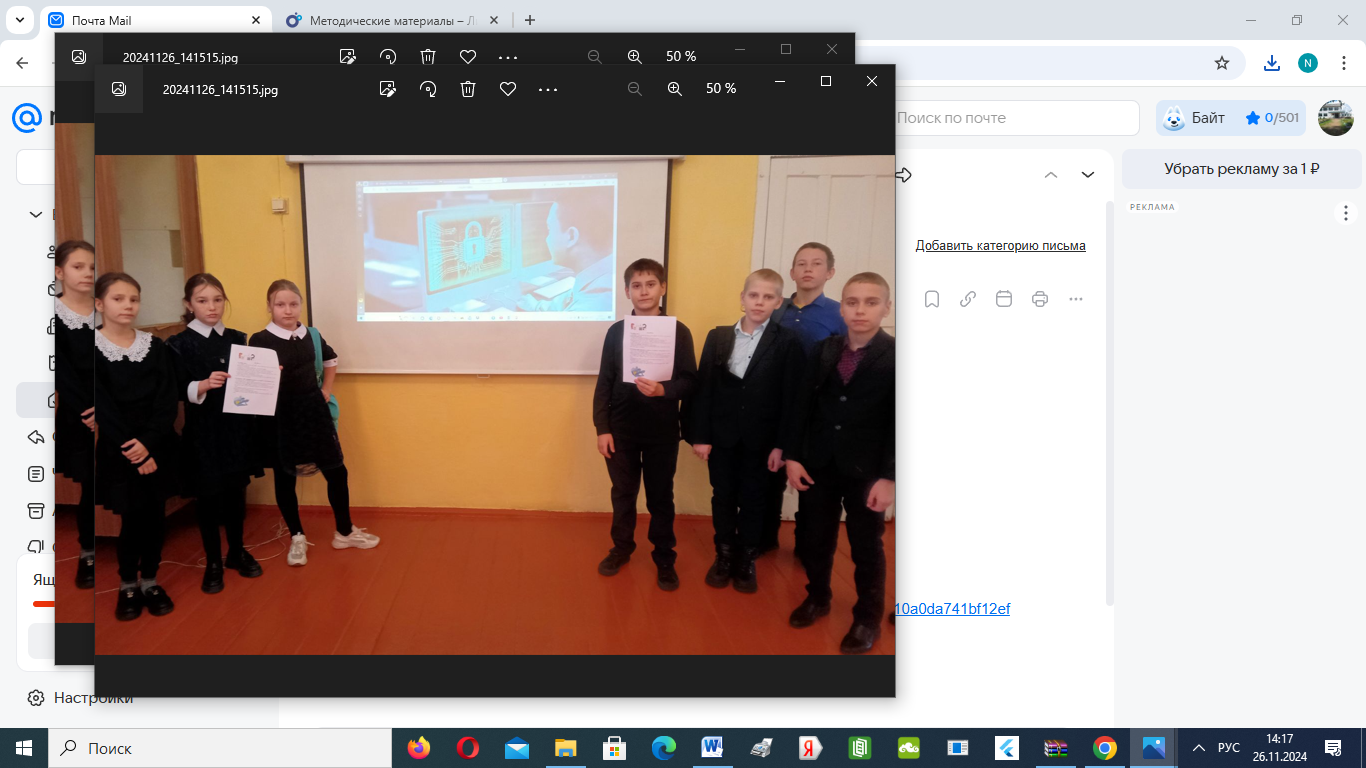 Почта Mail
Методические материалы – Л
20241126_141515.jpg
50 %
20241126_141515.jpg
50 %
N
Поиск по почте
Байт
0/501
Убрать рекламу за 1 ₽
РЕКЛАМА
Добавить категорию письма
10a0da741bf12ef
Настройки
Поиск
РУС
14:17
26.11.2024